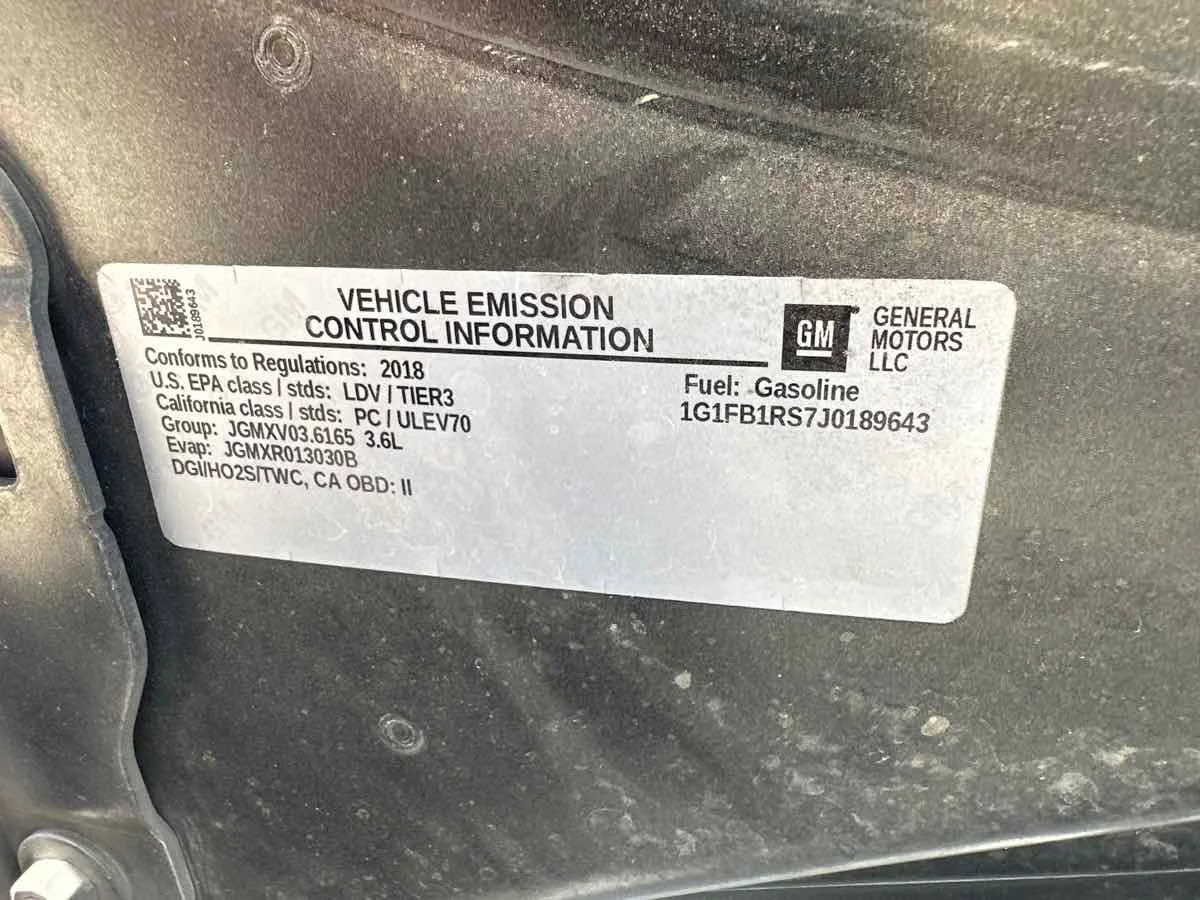 J0189643
VEHICLE EMISSION
CONTROL INFORMATION
GM
GENERAL
MOTORS
LLC
Conforms to Regulations: 2018
U.S. EPA class / stds: LDV / TIER3
California class / stds: PC / ULEV70
Group: JGMXV03.6165 3.6L
Evap: JGMXR013030B
DGI/HO2S/TWC, CA OBD: II
Fuel: Gasoline
1G1FB1RS7J0189643